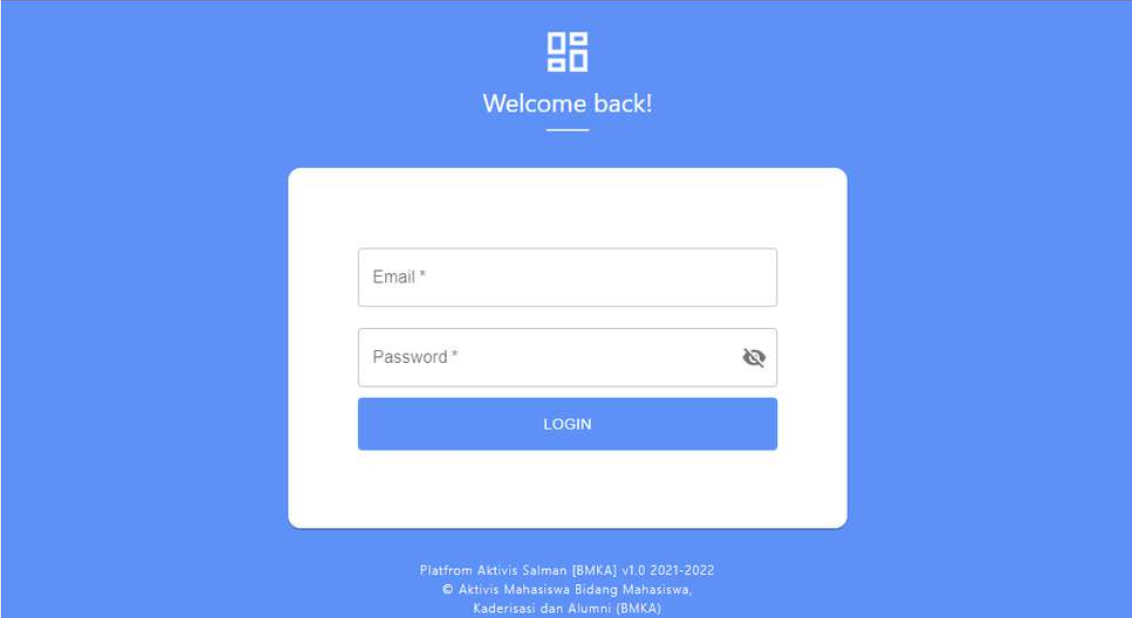 Welcome back!
Email *
Password *
LOGIN
Platfrom Aktivis Salman [BMKA] v1.0 2021-2022
© Aktivis Mahasiswa Bidang Mahasiswa,
Kaderisasi dan Alumni (BMKA)